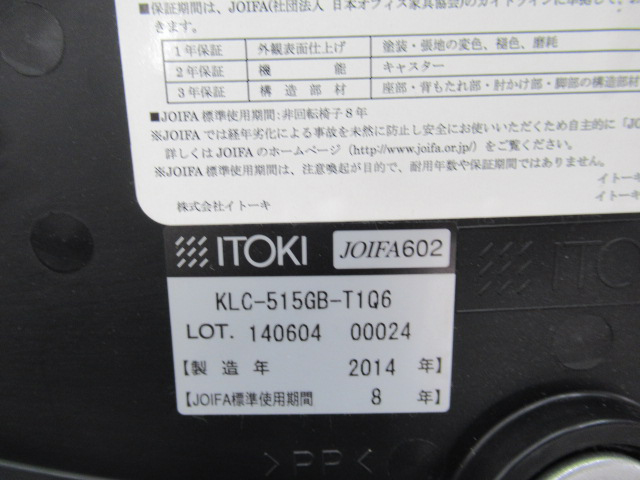 ■保証期間は、JOIFA(社団法人 日本オフィス家具協会)のガイドラインに準拠して、
きます。
1年保証 外観表面仕上げ 塗装・張地の変色、褪色、磨耗
2年保証 機能 キャスター
3年保証 構造部材 座部・背もたれ部・肘かけ部・脚部の構造部材
■JOIFA標準使用期間：非回転椅子8年
※JOIFAでは経年劣化による事故を未然に防止し安全にお使いいただくため自主的に「JO
詳しくはJOIFAのホームページ（http://www.joifa.or.jp/）をご覧ください。
※JOIFA標準使用期間は、注意喚起が目的で、耐用年数や保証期間ではありません。
イトーキ
イトーキ
株式会社イトーキ
ITOKI JOIFA602
KLC-515GB-T1Q6
LOT. 140604 00024
【製造年 2014年】
【JOIFA標準使用期間 8年】
ITOKI
>PP<